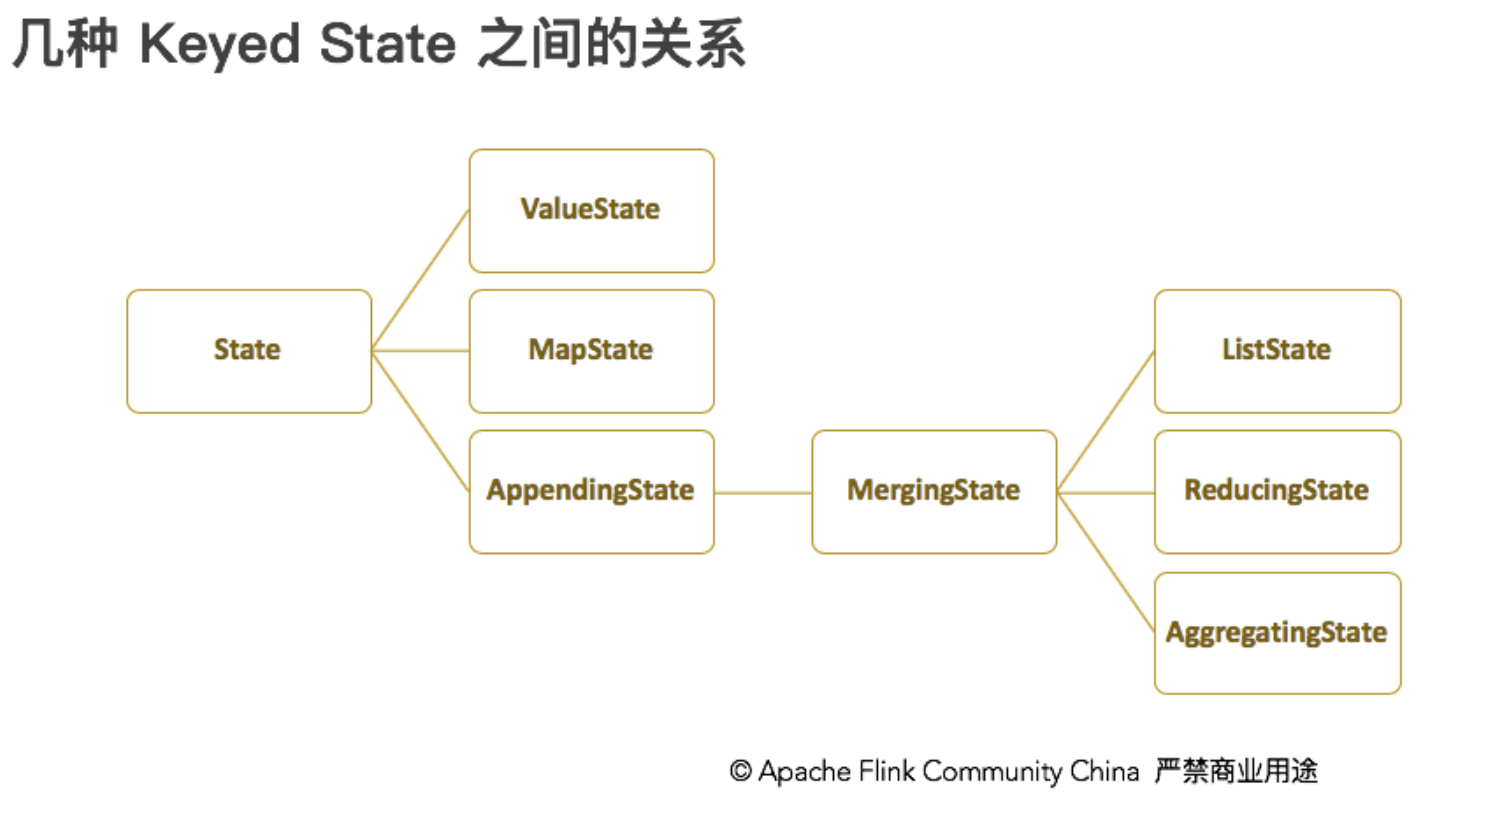 几种 Keyed State 之间的关系
ValueState
State
MapState
ListState
AppendingState
MergingState
ReducingState
AggregatingState
© Apache Flink Community China 严禁商业用途